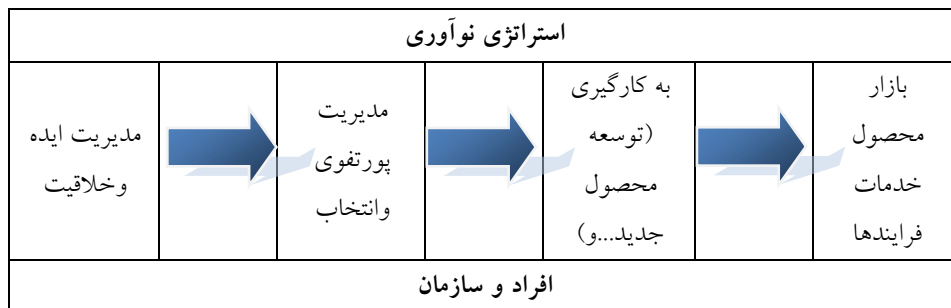 استراتژی نوآوری
مدیریت ایده
وخلاقیت
مدیریت
پورتفوی
وانتخاب
به کارگیری
(توسعه
محصول
جدید...و)
بازار
محصول
خدمات
فرایندها
افراد و سازمان